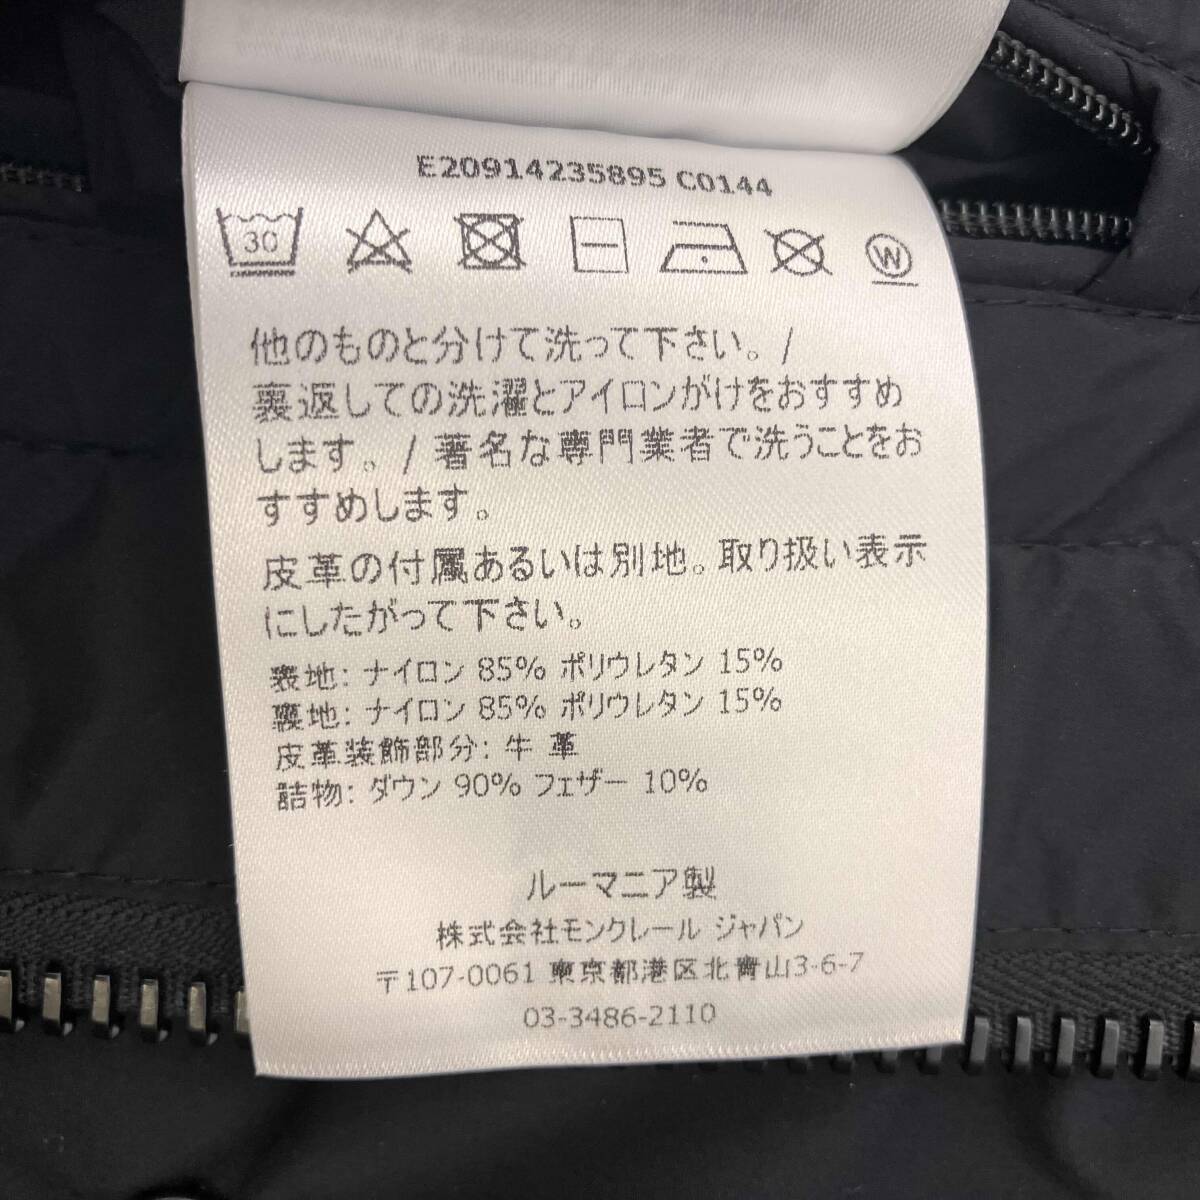 E20914235895 C0144
30
W
他のものと分けて洗って下さい。/
裏返しての洗濯とアイロンがけをおすすめ
します。/ 著名な専門業者で洗うことをお
すすめします。
皮革の付属あるいは別地。取り扱い表示
にしたがって下さい。
表地: ナイロン 85% ポリウレタン 15%
裏地: ナイロン 85% ポリウレタン 15%
皮革装飾部分: 牛 革
詰物: ダウン 90% フェザー 10%
ルーマニア製
株式会社モンクレール ジャパン
〒107-0061 東京都港区北青山3-6-7
03-3486-2110